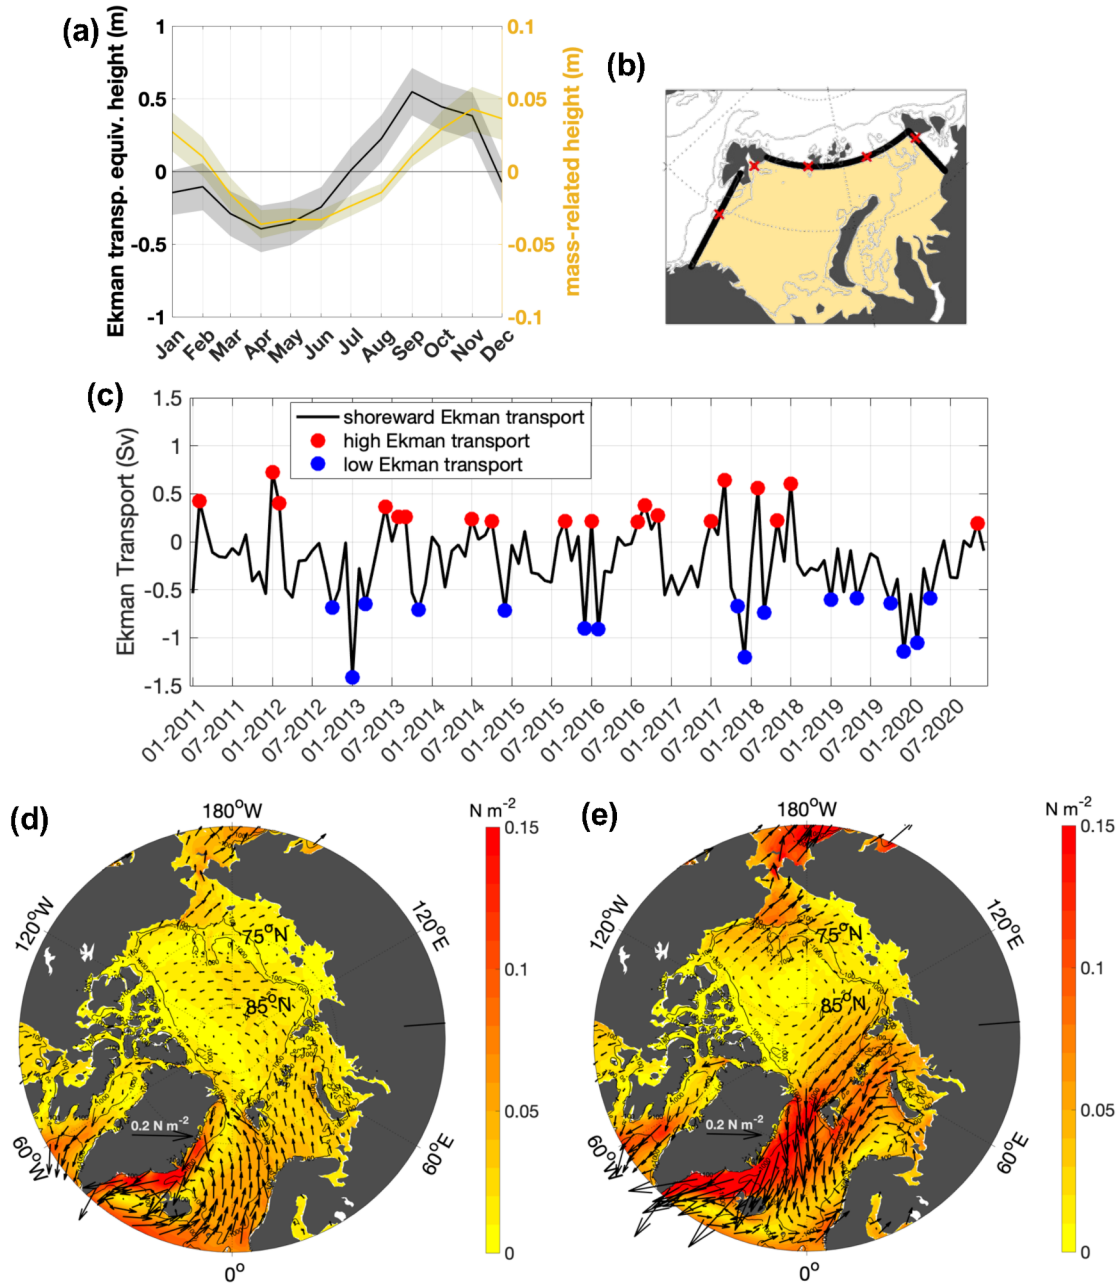 (a)
Ekman transp. equiv. height (m)
1
0.5
0
-0.5
-1
0.1
0.05
0
-0.05
-0.1
mass-related height (m)
Jan
Feb
Mar
Apr
May
Jun
Jul
Aug
Sep
Oct
Nov
Dec
(b)
(c)
Ekman Transport (Sv)
1.5
1
0.5
0
-0.5
-1
-1.5
shoreward Ekman transport
high Ekman transport
low Ekman transport
01-2011
07-2011
01-2012
07-2012
01-2013
07-2013
01-2014
07-2014
01-2015
07-2015
01-2016
07-2016
01-2017
07-2017
01-2018
07-2018
01-2019
07-2019
01-2020
07-2020
(d)
180°W
120°W
120°E
75°N
85°N
0.2 N m-2
60°W
60°E
0°
N m-2
0.15
0.1
0.05
0
(e)
180°W
120°W
120°E
75°N
85°N
0.2 N m-2
60°W
60°E
0°
N m-2
0.15
0.1
0.05
0